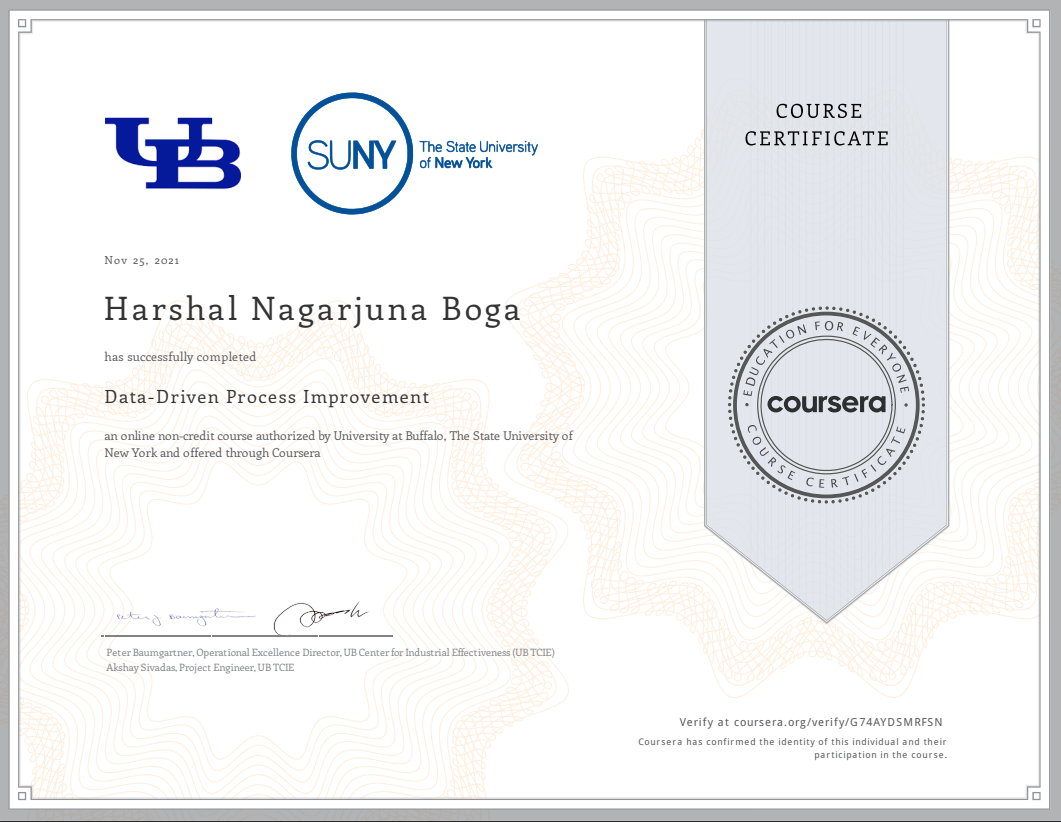 UB
SUNY
The State University
of New York
COURSE
CERTIFICATE
Nov 25, 2021
Harshal Nagarjuna Boga
has successfully completed
Data-Driven Process Improvement
an online non-credit course authorized by University at Buffalo, The State University of
New York and offered through Coursera
EDUCATION FOR EVERYONE
coursera
COURSE CERTIFICATE
Peter J Baumgartner
Peter Baumgartner, Operational Excellence Director, UB Center for Industrial Effectiveness (UB TCIE)
Akshay Sivadas, Project Engineer, UB TCIE
Verify at coursera.org/verify/G74AYDSMRFSN
Coursera has confirmed the identity of this individual and their
participation in the course.